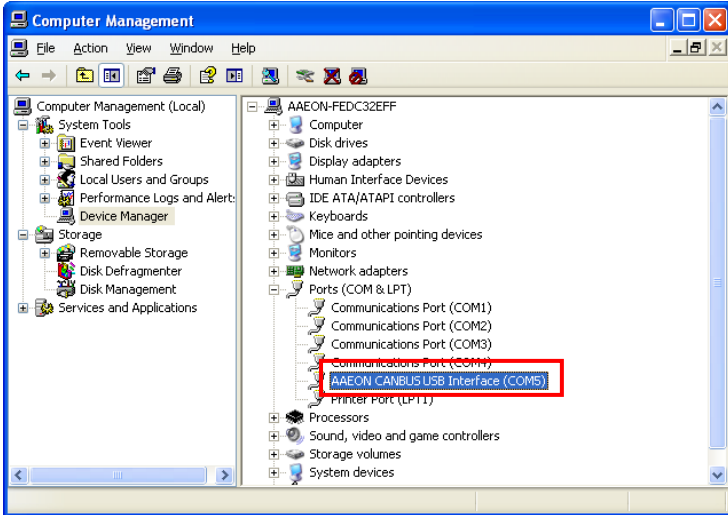 Computer Management
File Action View Window Help
Computer Management (Local)
System Tools
Event Viewer
Shared Folders
Local Users and Groups
Performance Logs and Alert
Device Manager
Storage
Removable Storage
Disk Defragmenter
Disk Management
Services and Applications
AAEON-FEDC32EFF
Computer
Disk drives
Display adapters
Human Interface Devices
IDE ATA/ATAPI controllers
Keyboards
Mice and other pointing devices
Monitors
Network adapters
Ports (COM & LPT)
Communications Port (COM1)
Communications Port (COM2)
Communications Port (COM3)
Communications Port (COM4)
AAEON CANBUS USB Interface (COM5)
Printer Port (LPT1)
Processors
Sound, video and game controllers
Storage volumes
System devices